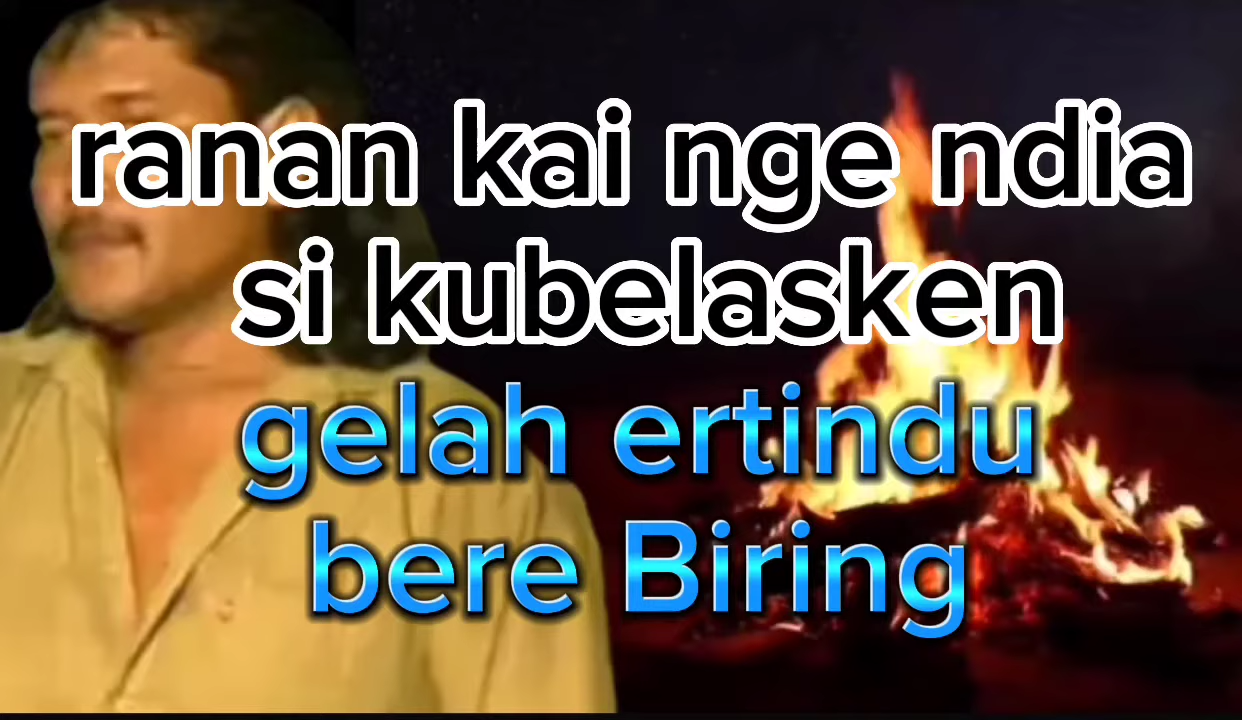 ranan kai nge ndia
si kubelasken
gelah ertindu
bere Biring